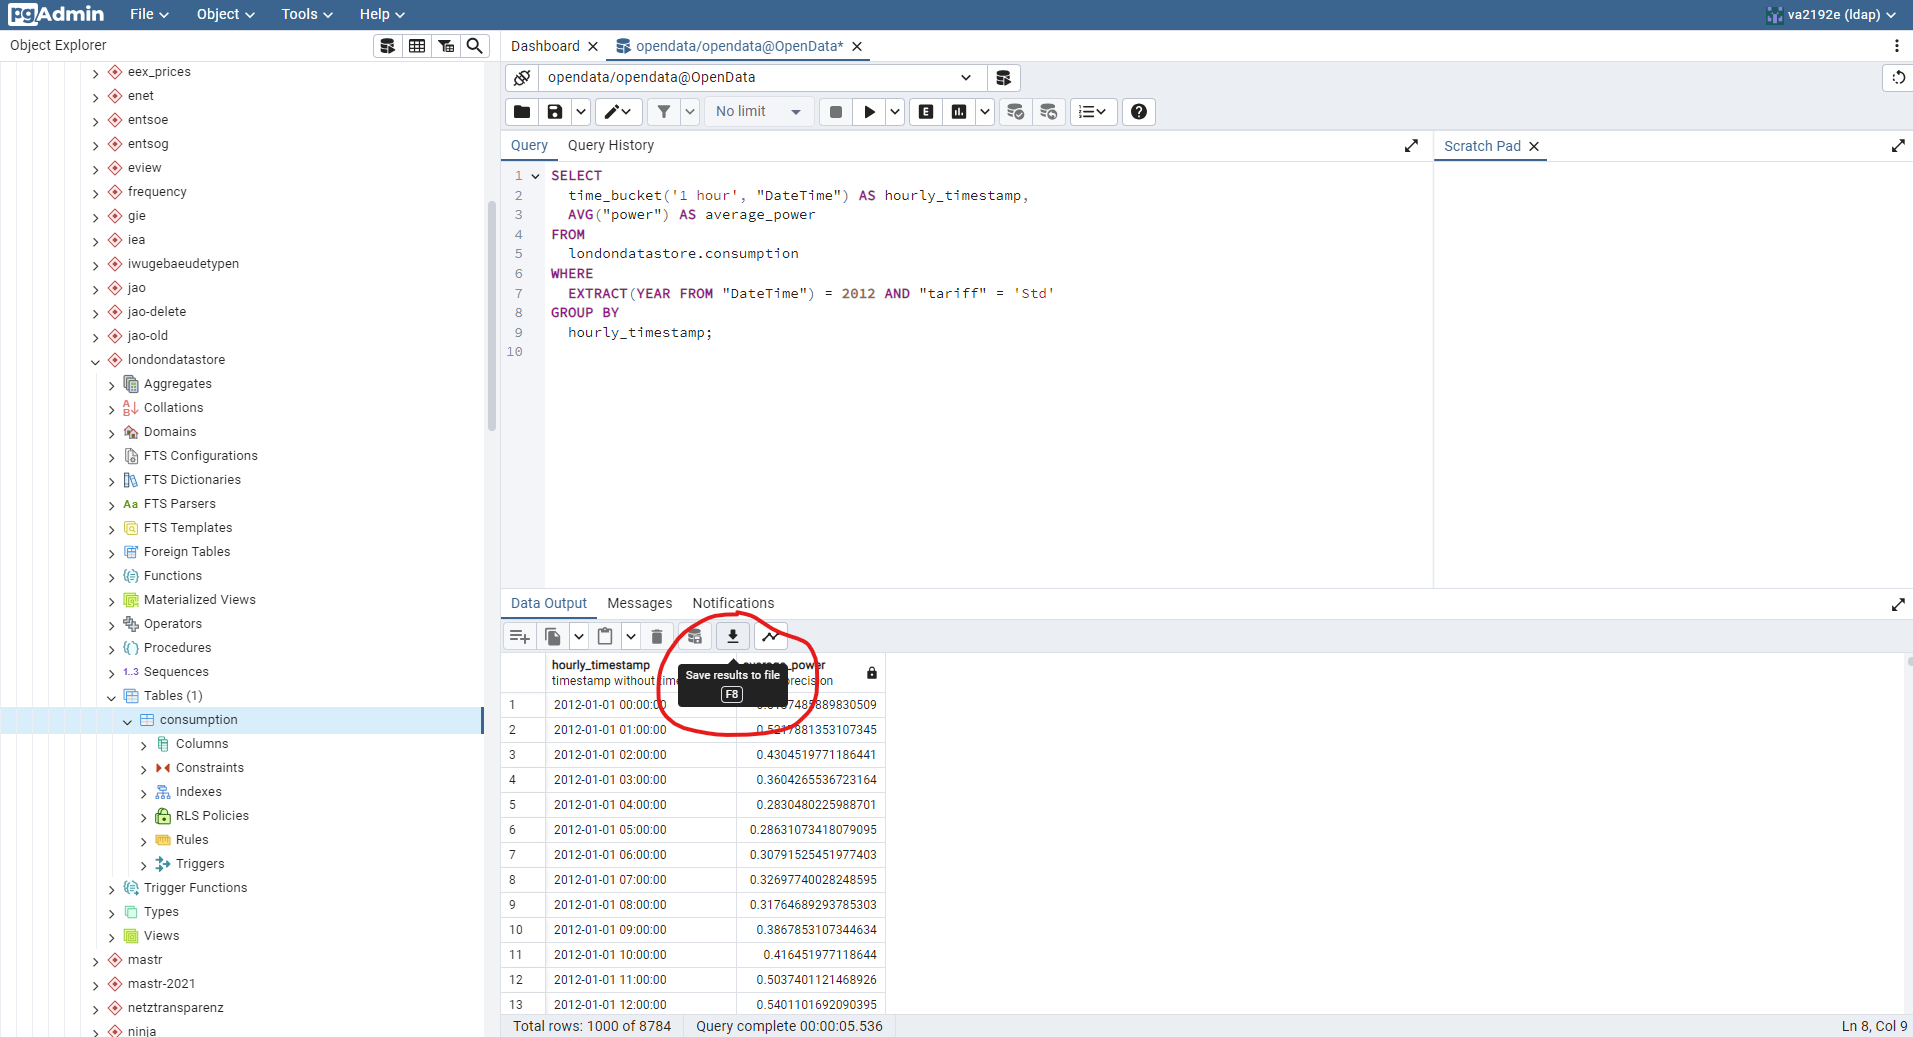 pgAdmin File Object Tools Help va2192e (ldap)
Object Explorer
Dashboard opendata/opendata@OpenData*
opendata/opendata@OpenData
No limit
Query Query History
Scratch Pad
eex_prices
enet
entsoe
entsog
eview
frequency
gie
iea
iwugebaeudetypen
jao
jao-delete
jao-old
londondatastore
Aggregates
Collations
Domains
FTS Configurations
FTS Dictionaries
Aa FTS Parsers
FTS Templates
Foreign Tables
Functions
Materialized Views
Operators
Procedures
1..3 Sequences
Tables (1)
consumption
Columns
Constraints
Indexes
RLS Policies
Rules
Triggers
Trigger Functions
Types
Views
mastr
mastr-2021
netztransparenz
ninja
1 SELECT
2 time_bucket('1 hour', "DateTime") AS hourly_timestamp,
3 AVG("power") AS average_power
4 FROM
5 londondatastore.consumption
6 WHERE
7 EXTRACT(YEAR FROM "DateTime") = 2012 AND "tariff" = 'Std'
8 GROUP BY
9 hourly_timestamp;
10
Data Output Messages Notifications
Save results to file
F8
hourly_timestamp
timestamp without
power
precision
1 2012-01-01 00:00:00
2 2012-01-01 01:00:00 0.5217881353107345
3 2012-01-01 02:00:00 0.4304519771186441
4 2012-01-01 03:00:00 0.3604265536723164
5 2012-01-01 04:00:00 0.2830480225988701
6 2012-01-01 05:00:00 0.28631073418079095
7 2012-01-01 06:00:00 0.30791525451977403
8 2012-01-01 07:00:00 0.32697740028248595
9 2012-01-01 08:00:00 0.31764689293785303
10 2012-01-01 09:00:00 0.3867853107344634
11 2012-01-01 10:00:00 0.416451977118644
12 2012-01-01 11:00:00 0.5037401121468926
13 2012-01-01 12:00:00 0.5401101692090395
Total rows: 1000 of 8784 Query complete 00:00:05.536
Ln 8, Col 9